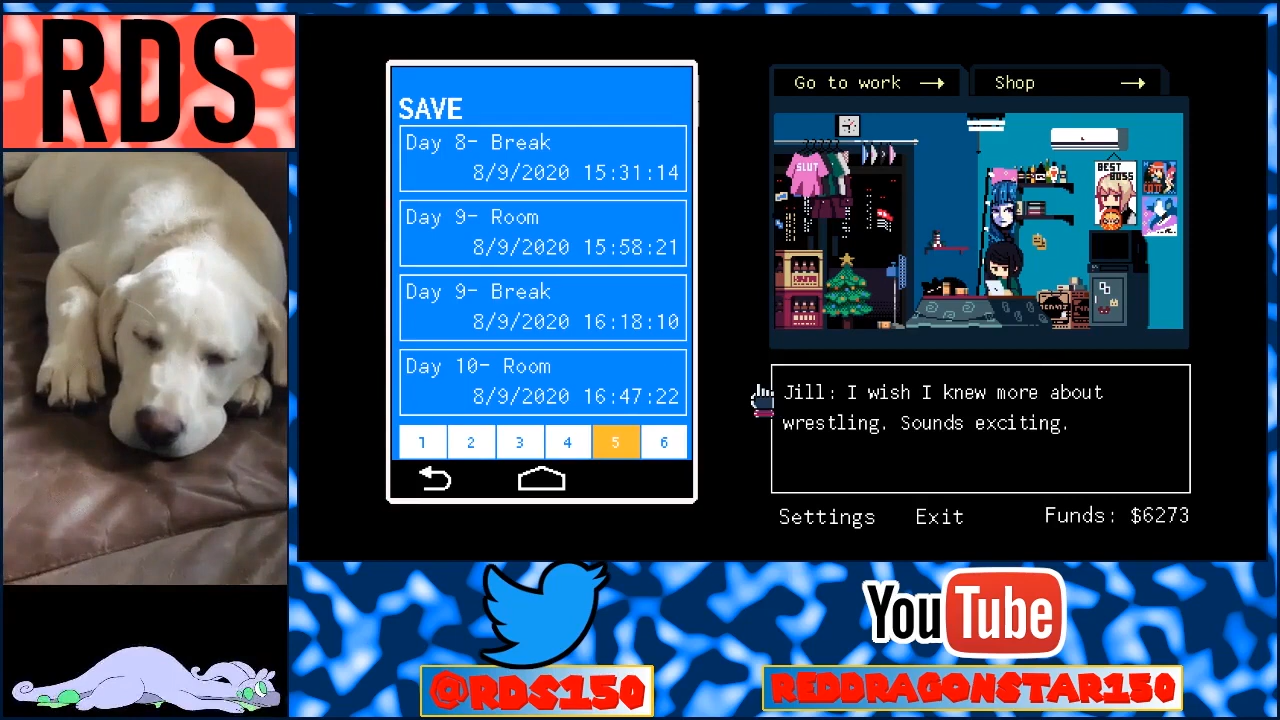 RDS
SAVE
Day 8- Break
8/9/2020 15:31:14
Day 9- Room
8/9/2020 15:58:21
Day 9- Break
8/9/2020 16:18:10
Day 10- Room
8/9/2020 16:47:22
1 2 3 4 5 6
Go to work
Shop
SLUT
BEST
BOSS
Jill: I wish I knew more about
wrestling. Sounds exciting.
Settings Exit Funds: $6273
YouTube
@RDS150
REDDRAGONSTAR150